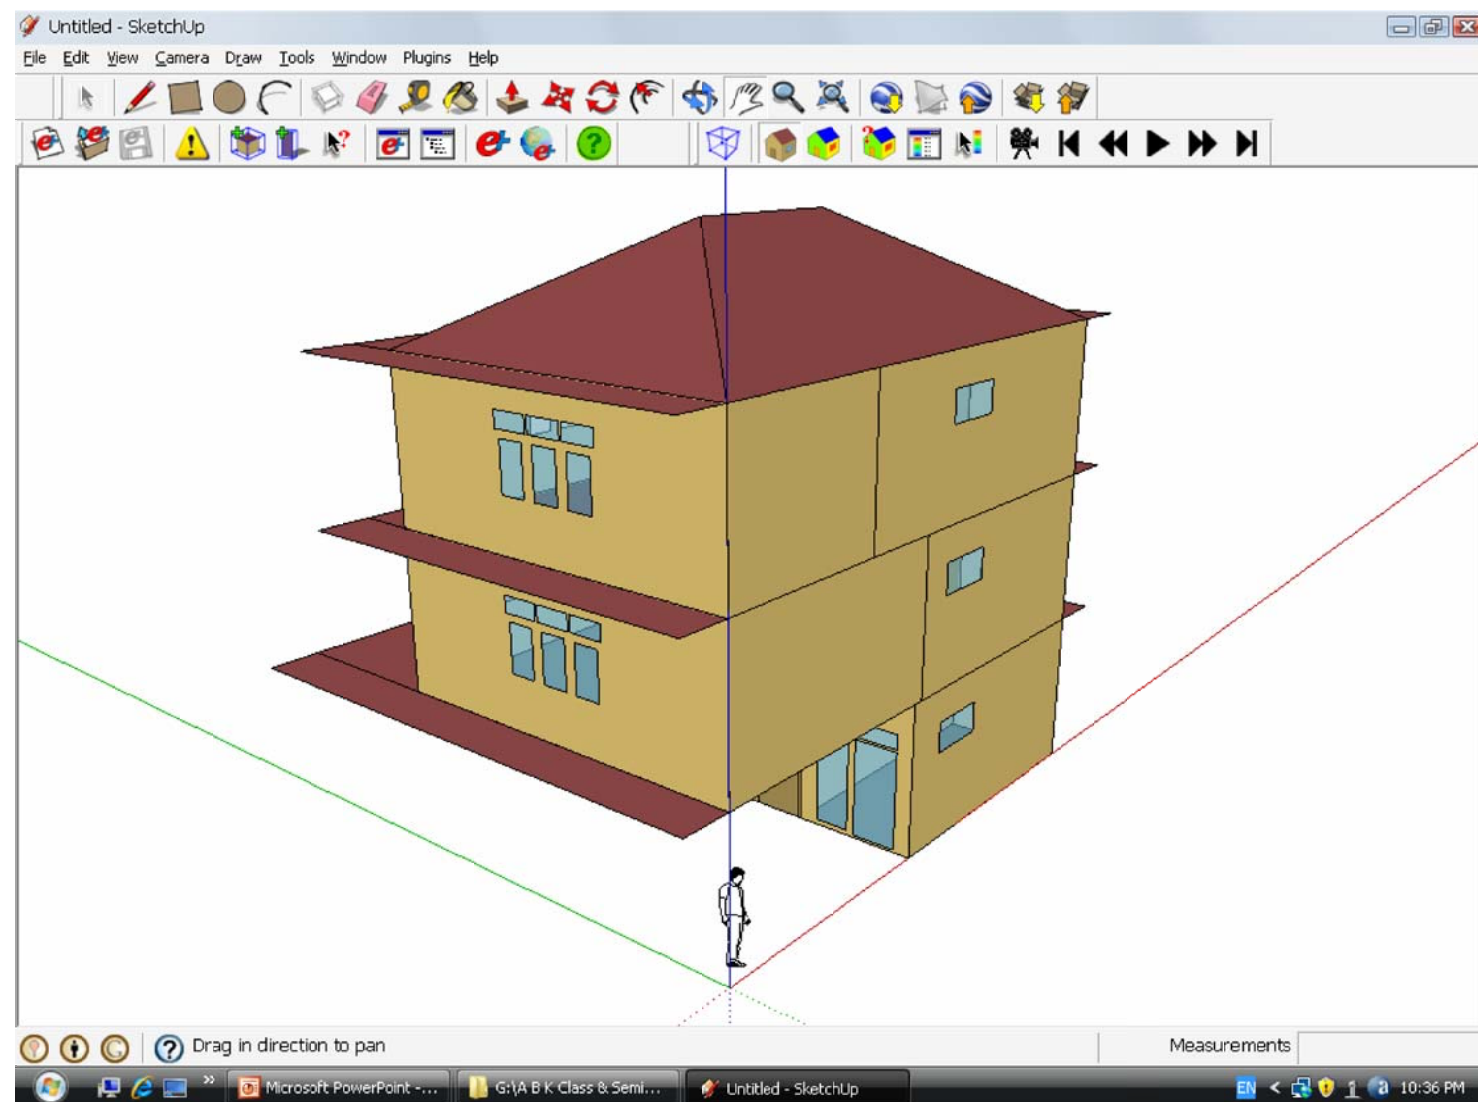 Untitled - SketchUp
File Edit View Camera Draw Tools Window Plugins Help
Drag in direction to pan
Measurements
Microsoft PowerPoint -... G:\A B K Class & Semi... Untitled - SketchUp EN 10:36 PM